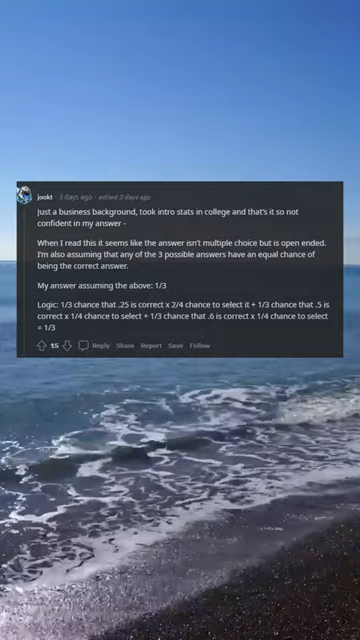 jookt · 3 days ago · edited 3 days ago
Just a business background, took intro stats in college and that's it so not
confident in my answer -
When I read this it seems like the answer isn't multiple choice but is open ended.
I'm also assuming that any of the 3 possible answers have an equal chance of
being the correct answer.
My answer assuming the above: 1/3
Logic: 1/3 chance that .25 is correct x 2/4 chance to select it + 1/3 chance that .5 is
correct x 1/4 chance to select + 1/3 chance that .6 is correct x 1/4 chance to select
= 1/3
15 Reply Share Report Save Follow